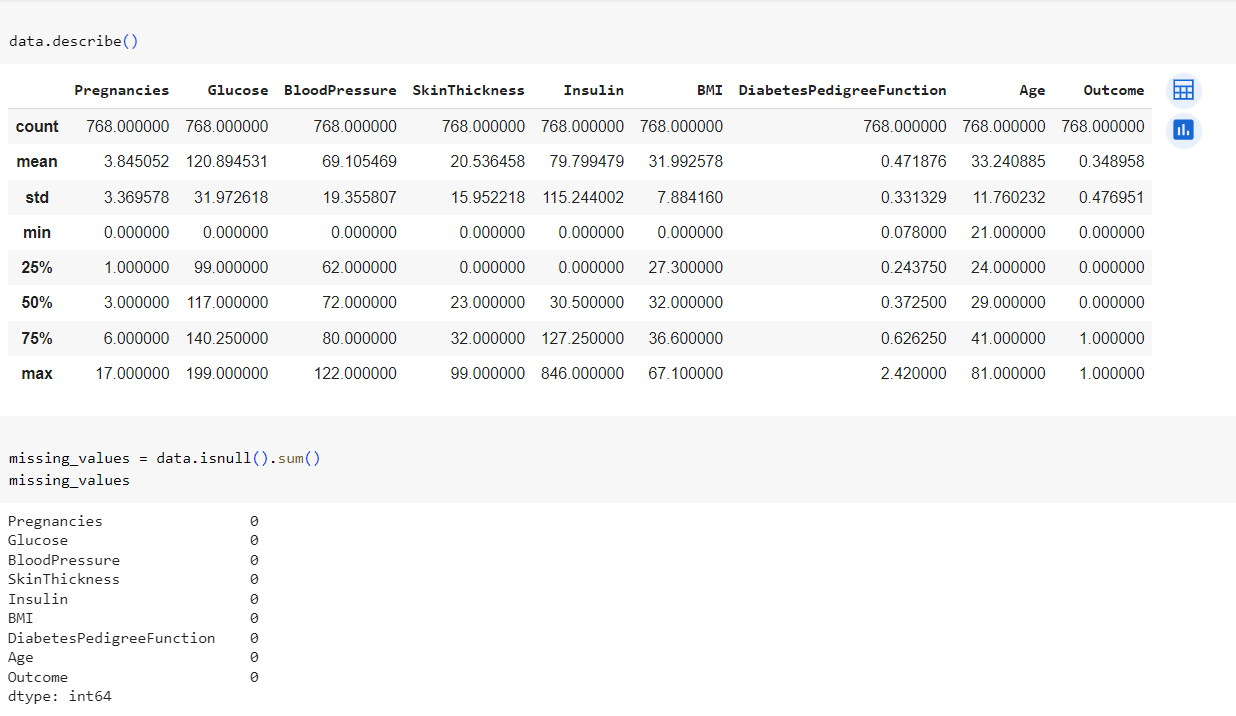 data.describe()
Pregnancies Glucose BloodPressure SkinThickness Insulin BMI DiabetesPedigreeFunction Age Outcome
count 768.000000 768.000000 768.000000 768.000000 768.000000 768.000000 768.000000 768.000000 768.000000
mean 3.845052 120.894531 69.105469 20.536458 79.799479 31.992578 0.471876 33.240885 0.348958
std 3.369578 31.972618 19.355807 15.952218 115.244002 7.884160 0.331329 11.760232 0.476951
min 0.000000 0.000000 0.000000 0.000000 0.000000 0.000000 0.078000 21.000000 0.000000
25% 1.000000 99.000000 62.000000 0.000000 0.000000 27.300000 0.243750 24.000000 0.000000
50% 3.000000 117.000000 72.000000 23.000000 30.500000 32.000000 0.372500 29.000000 0.000000
75% 6.000000 140.250000 80.000000 32.000000 127.250000 36.600000 0.626250 41.000000 1.000000
max 17.000000 199.000000 122.000000 99.000000 846.000000 67.100000 2.420000 81.000000 1.000000
missing_values = data.isnull().sum()
missing_values
Pregnancies 0
Glucose 0
BloodPressure 0
SkinThickness 0
Insulin 0
BMI 0
DiabetesPedigreeFunction 0
Age 0
Outcome 0
dtype: int64